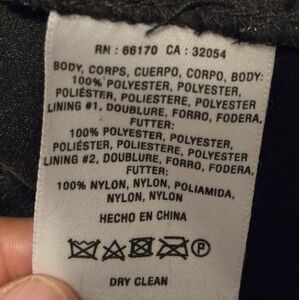 RN : 66170 CA : 32054
BODY, CORPS, CUERPO, CORPO, BODY:
100% POLYESTER, POLYESTER,
POLIÉSTER, POLIESTERE, POLYESTER
LINING #1, DOUBLURE, FORRO, FODERA,
FUTTER:
100% POLYESTER, POLYESTER,
POLIÉSTER, POLIESTERE, POLYESTER
LINING #2, DOUBLURE, FORRO, FODERA,
FUTTER:
100% NYLON, NYLON, POLIAMIDA,
NYLON, NYLON
HECHO EN CHINA
P
DRY CLEAN